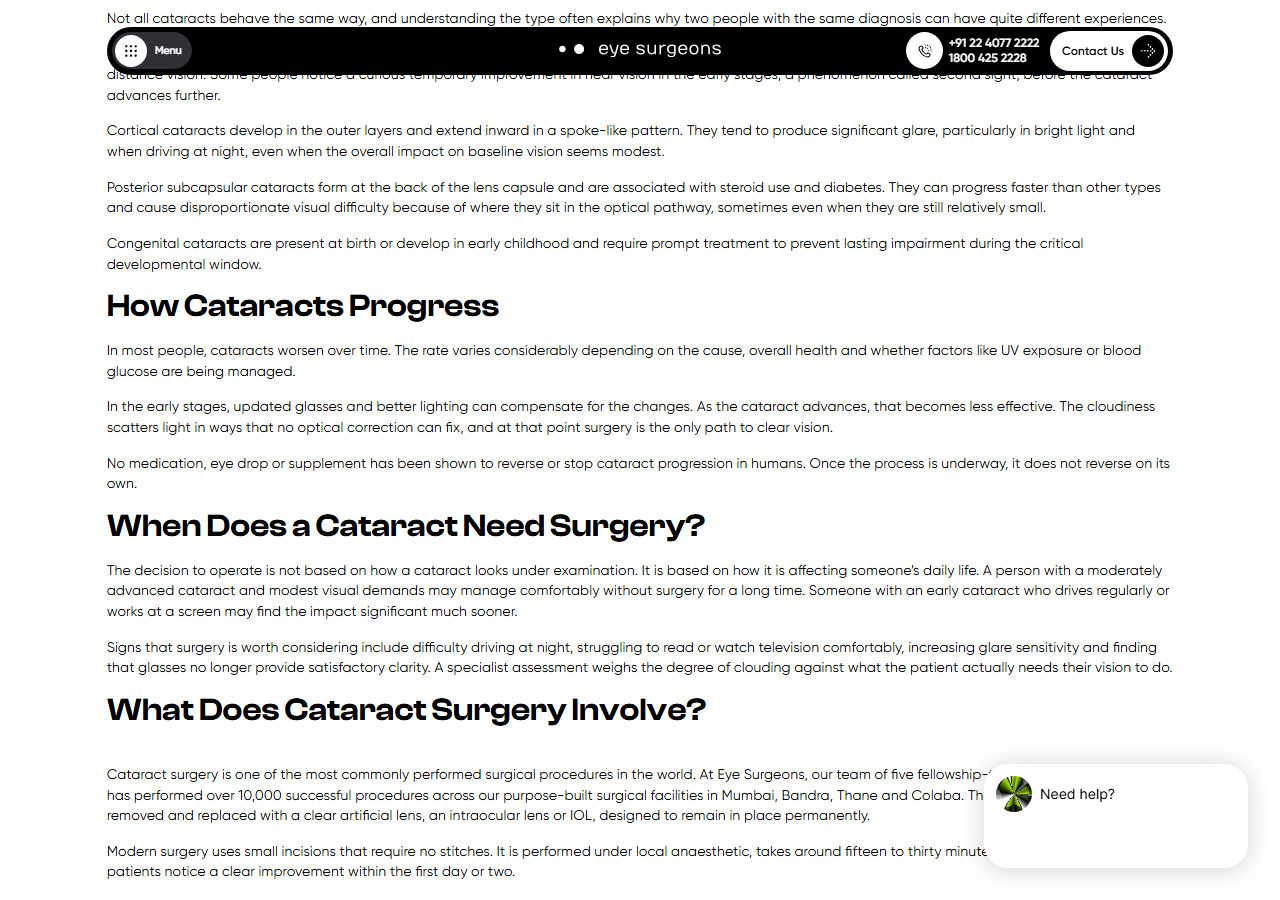 Not all cataracts behave the same way, and understanding the type often explains why two people with the same diagnosis can have quite different experiences.
Menu
eye surgeons
+91 22 4077 2222
1800 425 2228
Contact Us
distance vision. Some people notice a curious temporary improvement in near vision in the early stages, a phenomenon called second sight, before the cataract
advances further.
Cortical cataracts develop in the outer layers and extend inward in a spoke-like pattern. They tend to produce significant glare, particularly in bright light and
when driving at night, even when the overall impact on baseline vision seems modest.
Posterior subcapsular cataracts form at the back of the lens capsule and are associated with steroid use and diabetes. They can progress faster than other types
and cause disproportionate visual difficulty because of where they sit in the optical pathway, sometimes even when they are still relatively small.
Congenital cataracts are present at birth or develop in early childhood and require prompt treatment to prevent lasting impairment during the critical
developmental window.
How Cataracts Progress
In most people, cataracts worsen over time. The rate varies considerably depending on the cause, overall health and whether factors like UV exposure or blood
glucose are being managed.
In the early stages, updated glasses and better lighting can compensate for the changes. As the cataract advances, that becomes less effective. The cloudiness
scatters light in ways that no optical correction can fix, and at that point surgery is the only path to clear vision.
No medication, eye drop or supplement has been shown to reverse or stop cataract progression in humans. Once the process is underway, it does not reverse on its
own.
When Does a Cataract Need Surgery?
The decision to operate is not based on how a cataract looks under examination. It is based on how it is affecting someone's daily life. A person with a moderately
advanced cataract and modest visual demands may manage comfortably without surgery for a long time. Someone with an early cataract who drives regularly or
works at a screen may find the impact significant much sooner.
Signs that surgery is worth considering include difficulty driving at night, struggling to read or watch television comfortably, increasing glare sensitivity and finding
that glasses no longer provide satisfactory clarity. A specialist assessment weighs the degree of clouding against what the patient actually needs their vision to do.
What Does Cataract Surgery Involve?
Cataract surgery is one of the most commonly performed surgical procedures in the world. At Eye Surgeons, our team of five fellowship-
has performed over 10,000 successful procedures across our purpose-built surgical facilities in Mumbai, Bandra, Thane and Colaba.
removed and replaced with a clear artificial lens, an intraocular lens or IOL, designed to remain in place permanently.
Modern surgery uses small incisions that require no stitches. It is performed under local anaesthetic, takes around fifteen to thirty
patients notice a clear improvement within the first day or two.
Need help?